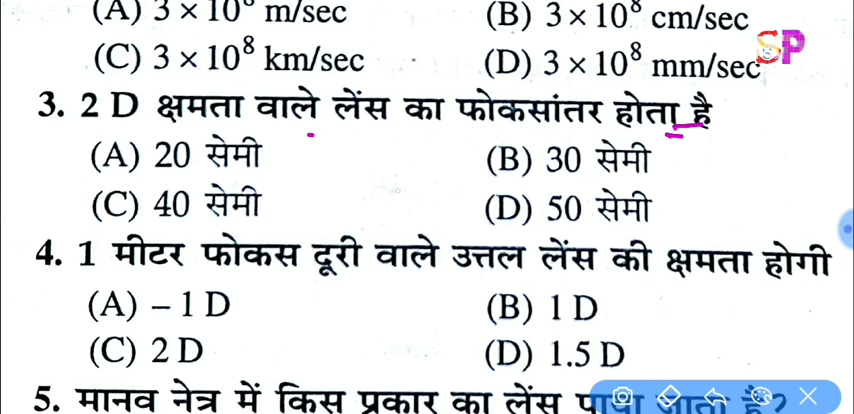 (A) 3 × 10⁸ m/sec (B) 3 × 10⁸ cm/sec
SP
(C) 3 × 10⁸ km/sec (D) 3 × 10⁸ mm/sec
3. 2 D क्षमता वाले लेंस का फोकसांतर होता है
(A) 20 सेमी (B) 30 सेमी
(C) 40 सेमी (D) 50 सेमी
4. 1 मीटर फोकस दूरी वाले उत्तल लेंस की क्षमता होगी
(A) – 1 D (B) 1 D
(C) 2 D (D) 1.5 D
5. मानव नेत्र में किस प्रकार का लेंस पाया जाता है?